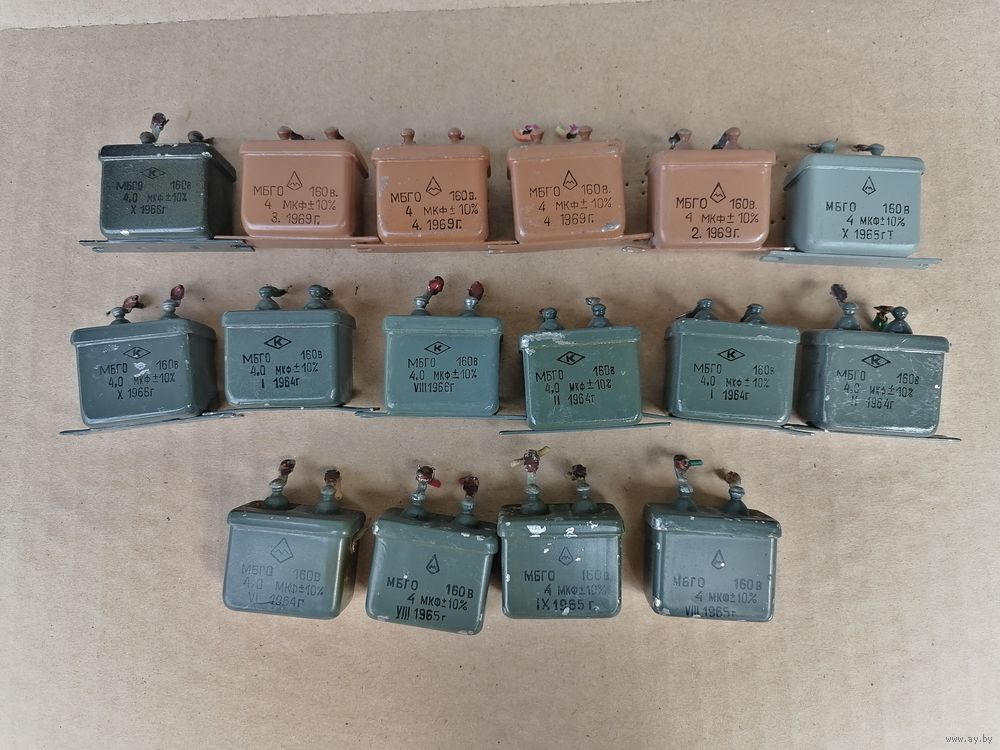 К
МБГО 160в
4,0 МКФ±10%
X 1966г
МБГО 160в.
4 МКФ±10%
3. 1969г.
МБГО 160в.
4 МКФ±10%
4. 1969г.
МБГО 160в.
4 МКФ±10%
4 1969г.
МБГО 160в.
4 МКФ±10%
2. 1969г.
МБГО 160в
4 МКФ±10%
X 1965г Т
К
МБГО 160в
4,0 МКФ±10%
X 1966г
К
МБГО 160в
4,0 МКФ±10%
I 1964г
К
МБГО 160в
4,0 МКФ±10%
VIII 1966г
К
МБГО 160в
4,0 МКФ±10%
II 1964г
К
МБГО 160в
4,0 МКФ±10%
I 1964г
К
МБГО 160в
4,0 МКФ±10%
II 1964г
МБГО 160в
4,0 МКФ±10%
VI 1964г
МБГО 160в
4 МКФ±10%
VIII 1965г
МБГО 160в
4 МКФ±10%
IX 1965г
МБГО 160в
4 МКФ±10%
VIII 1965г
www.ay.by